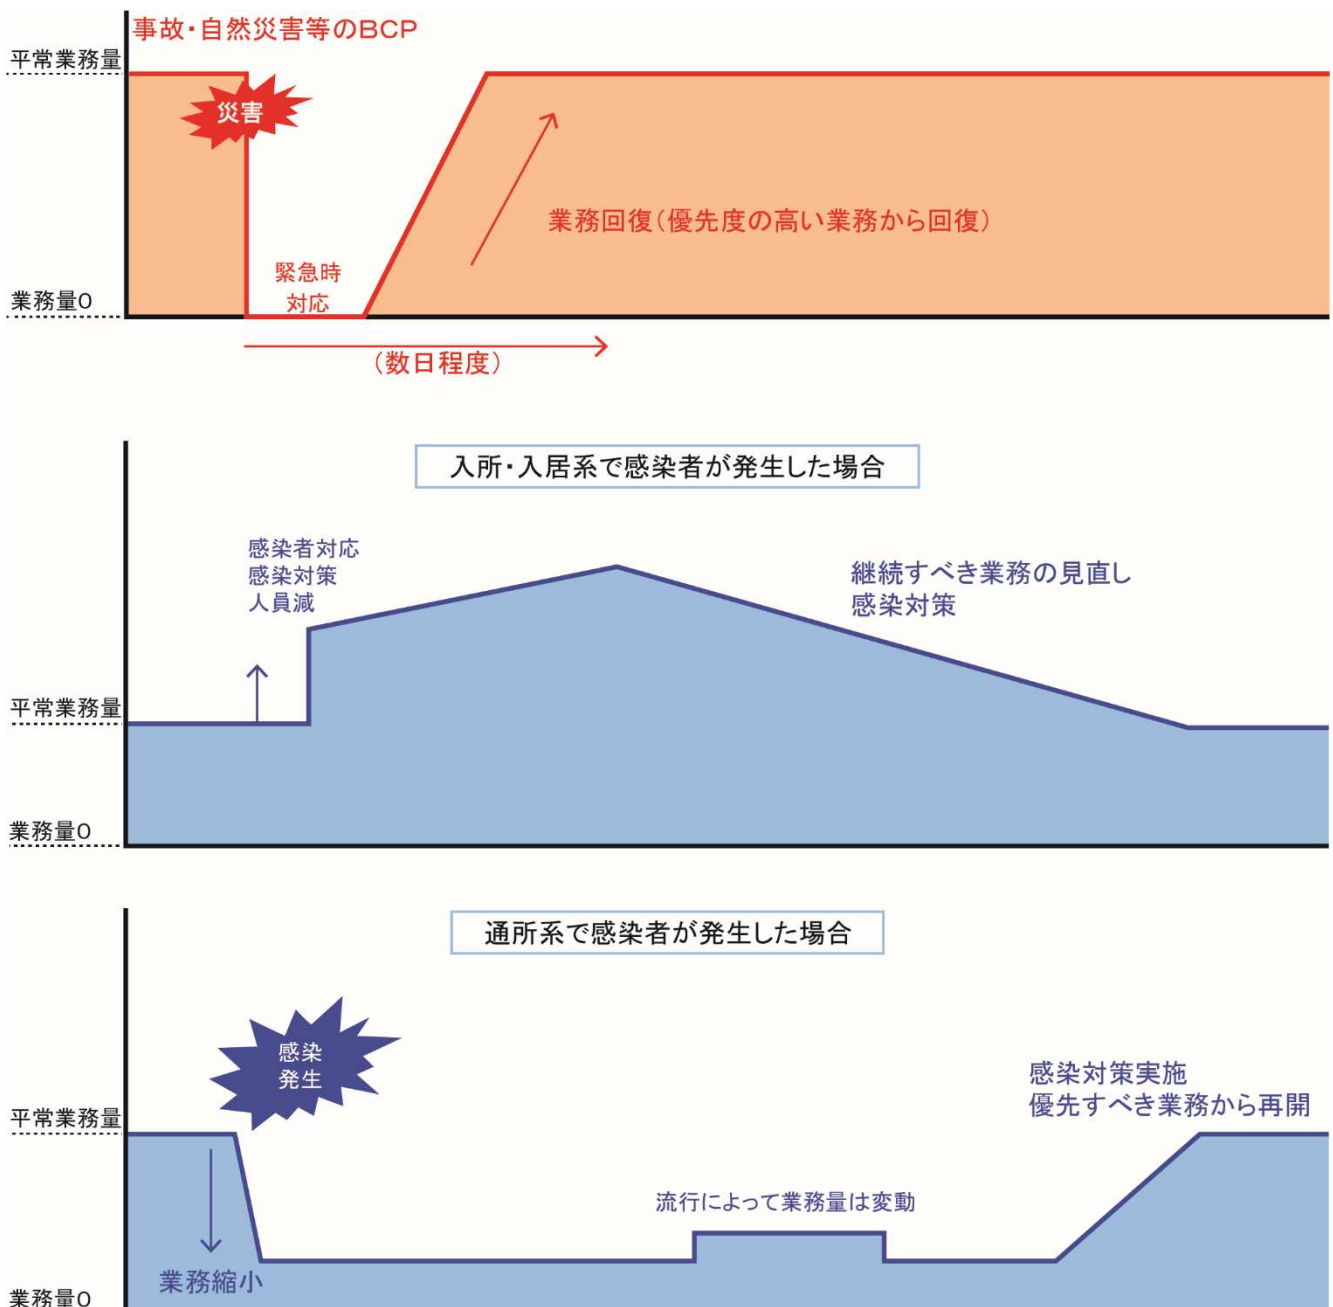 事故・自然災害等のBCP
平常業務量
災害
業務回復(優先度の高い業務から回復)
緊急時
対応
業務量0
(数日程度)
入所・入居系で感染者が発生した場合
感染者対応
感染対策
人員減
継続すべき業務の見直し
感染対策
平常業務量
業務量0
通所系で感染者が発生した場合
感染
発生
感染対策実施
優先すべき業務から再開
平常業務量
流行によって業務量は変動
業務縮小
業務量0